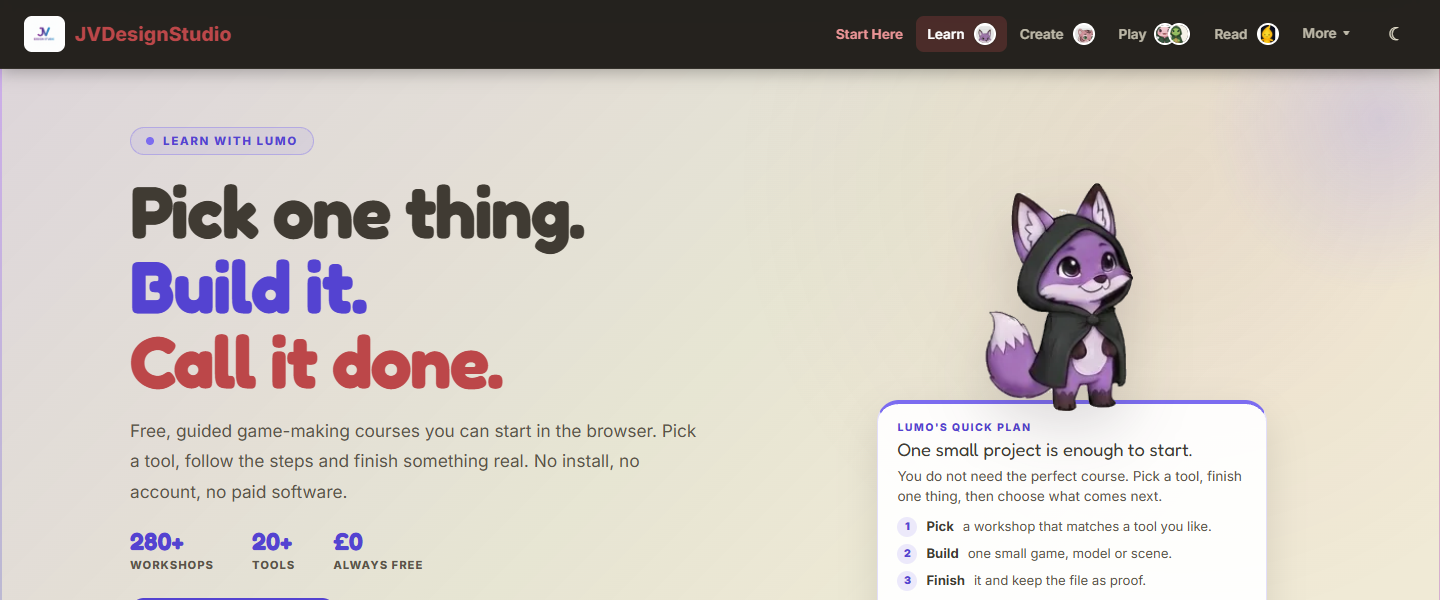 JV
JVDesignStudio
Start Here
Learn
Create
Play
Read
More
LEARN WITH LUMO
Pick one thing.
Build it.
Call it done.
Free, guided game-making courses you can start in the browser. Pick
a tool, follow the steps and finish something real. No install, no
account, no paid software.
280+
WORKSHOPS
20+
TOOLS
£0
ALWAYS FREE
LUMO'S QUICK PLAN
One small project is enough to start.
You do not need the perfect course. Pick a tool, finish
one thing, then choose what comes next.
1 Pick a workshop that matches a tool you like.
2 Build one small game, model or scene.
3 Finish it and keep the file as proof.